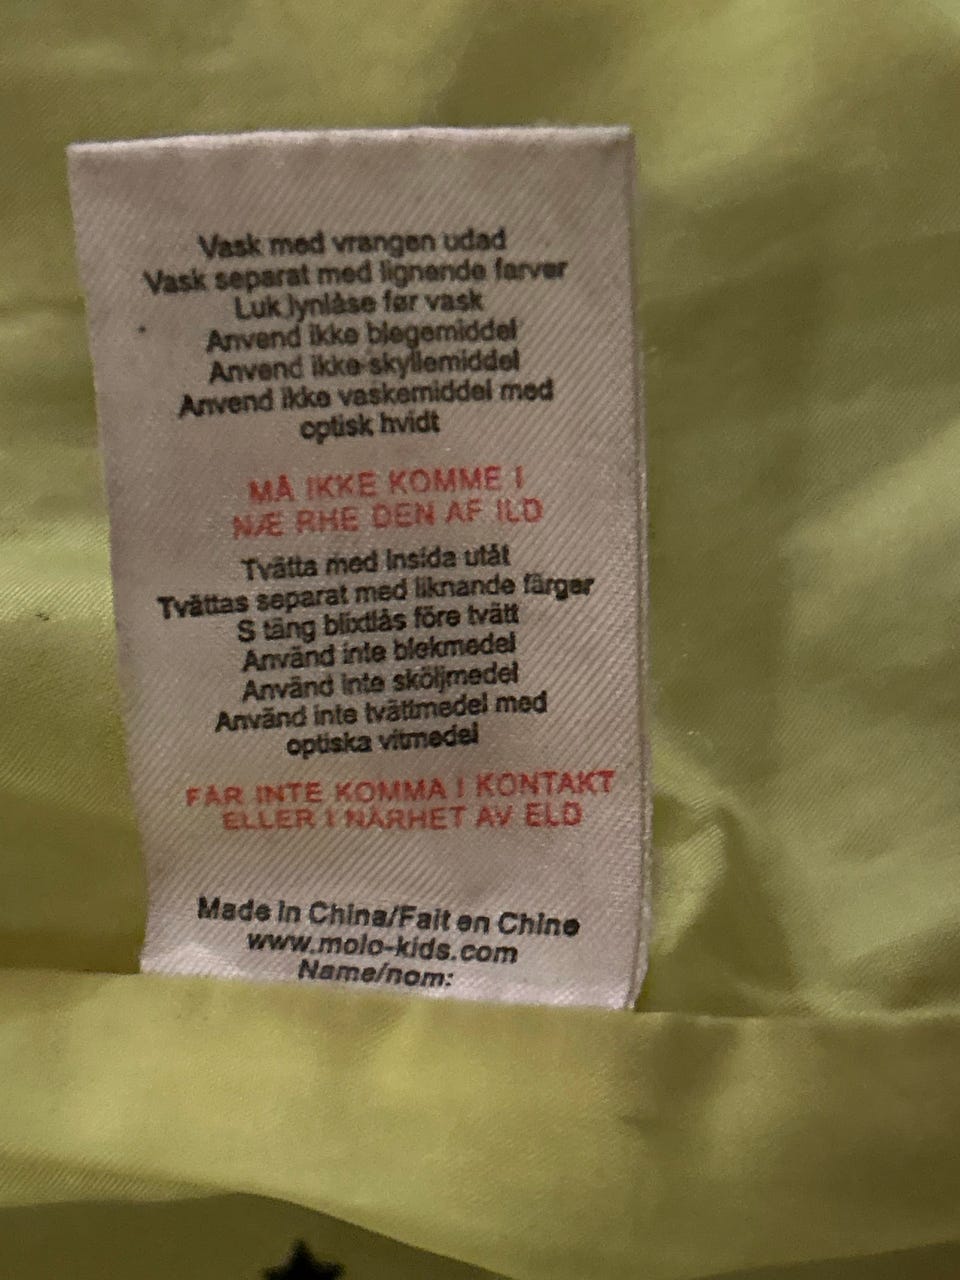 Vask med vrangen udad
Vask separat med lignende farver
Luk lynlåse før vask
Anvend ikke blegemiddel
Anvend ikke skyllemiddel
Anvend ikke vaskemiddel med
optisk hvidt
MÅ IKKE KOMME I
NÆ RHE DEN AF ILD
Tvätta med insida utåt
Tvättas separat med liknande färger
S täng blixtlås före tvätt
Använd inte blekmedel
Använd inte sköljmedel
Använd inte tvättmedel med
optiska vitmedel
FÅR INTE KOMMA I KONTAKT
ELLER I NÄRHET AV ELD
Made in China/Fait en Chine
www.molo-kids.com
Name/nom: